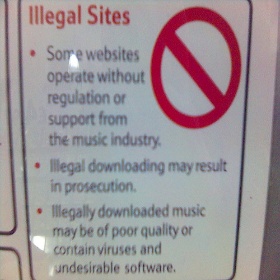 Illegal Sites
• Some websites
operate without
regulation or
support from
the music industry.
• Illegal downloading may result
in prosecution.
• Illegally downloaded music
may be of poor quality or
contain viruses and
undesirable software.